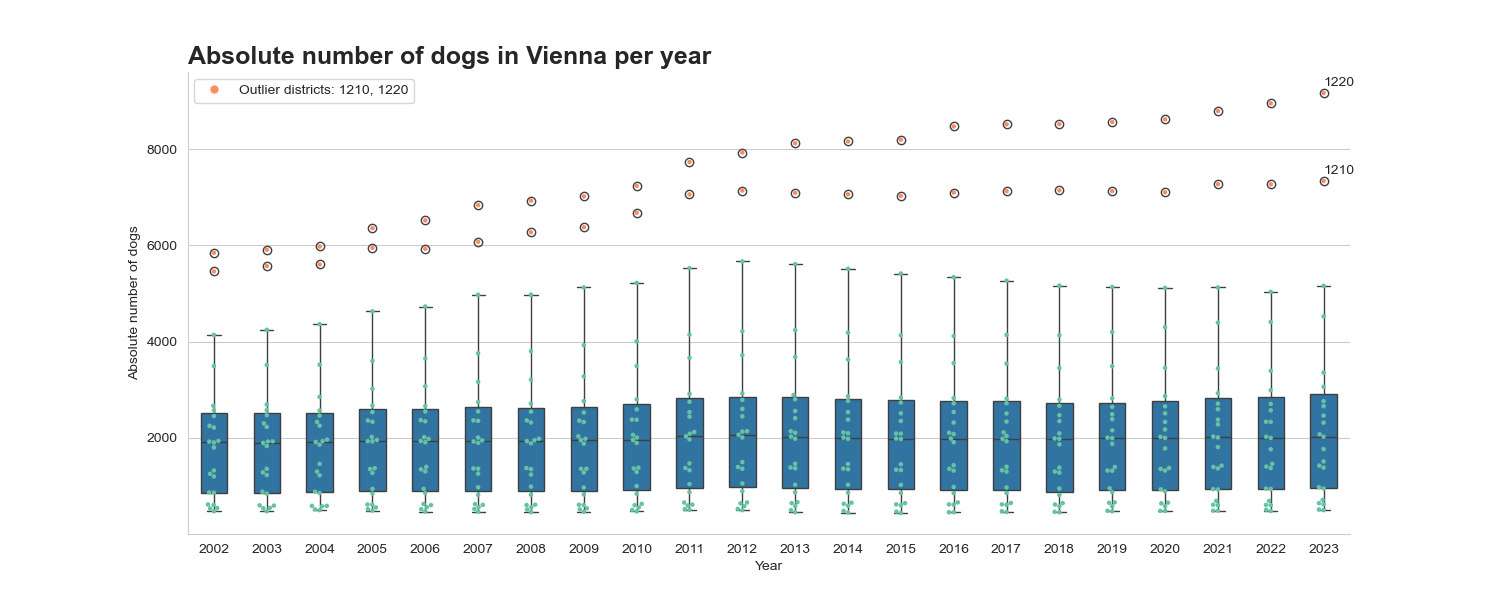 Absolute number of dogs in Vienna per year
Outlier districts: 1210, 1220
1220
1210
8000
6000
4000
2000
Absolute number of dogs
2002 2003 2004 2005 2006 2007 2008 2009 2010 2011 2012 2013 2014 2015 2016 2017 2018 2019 2020 2021 2022 2023
Year